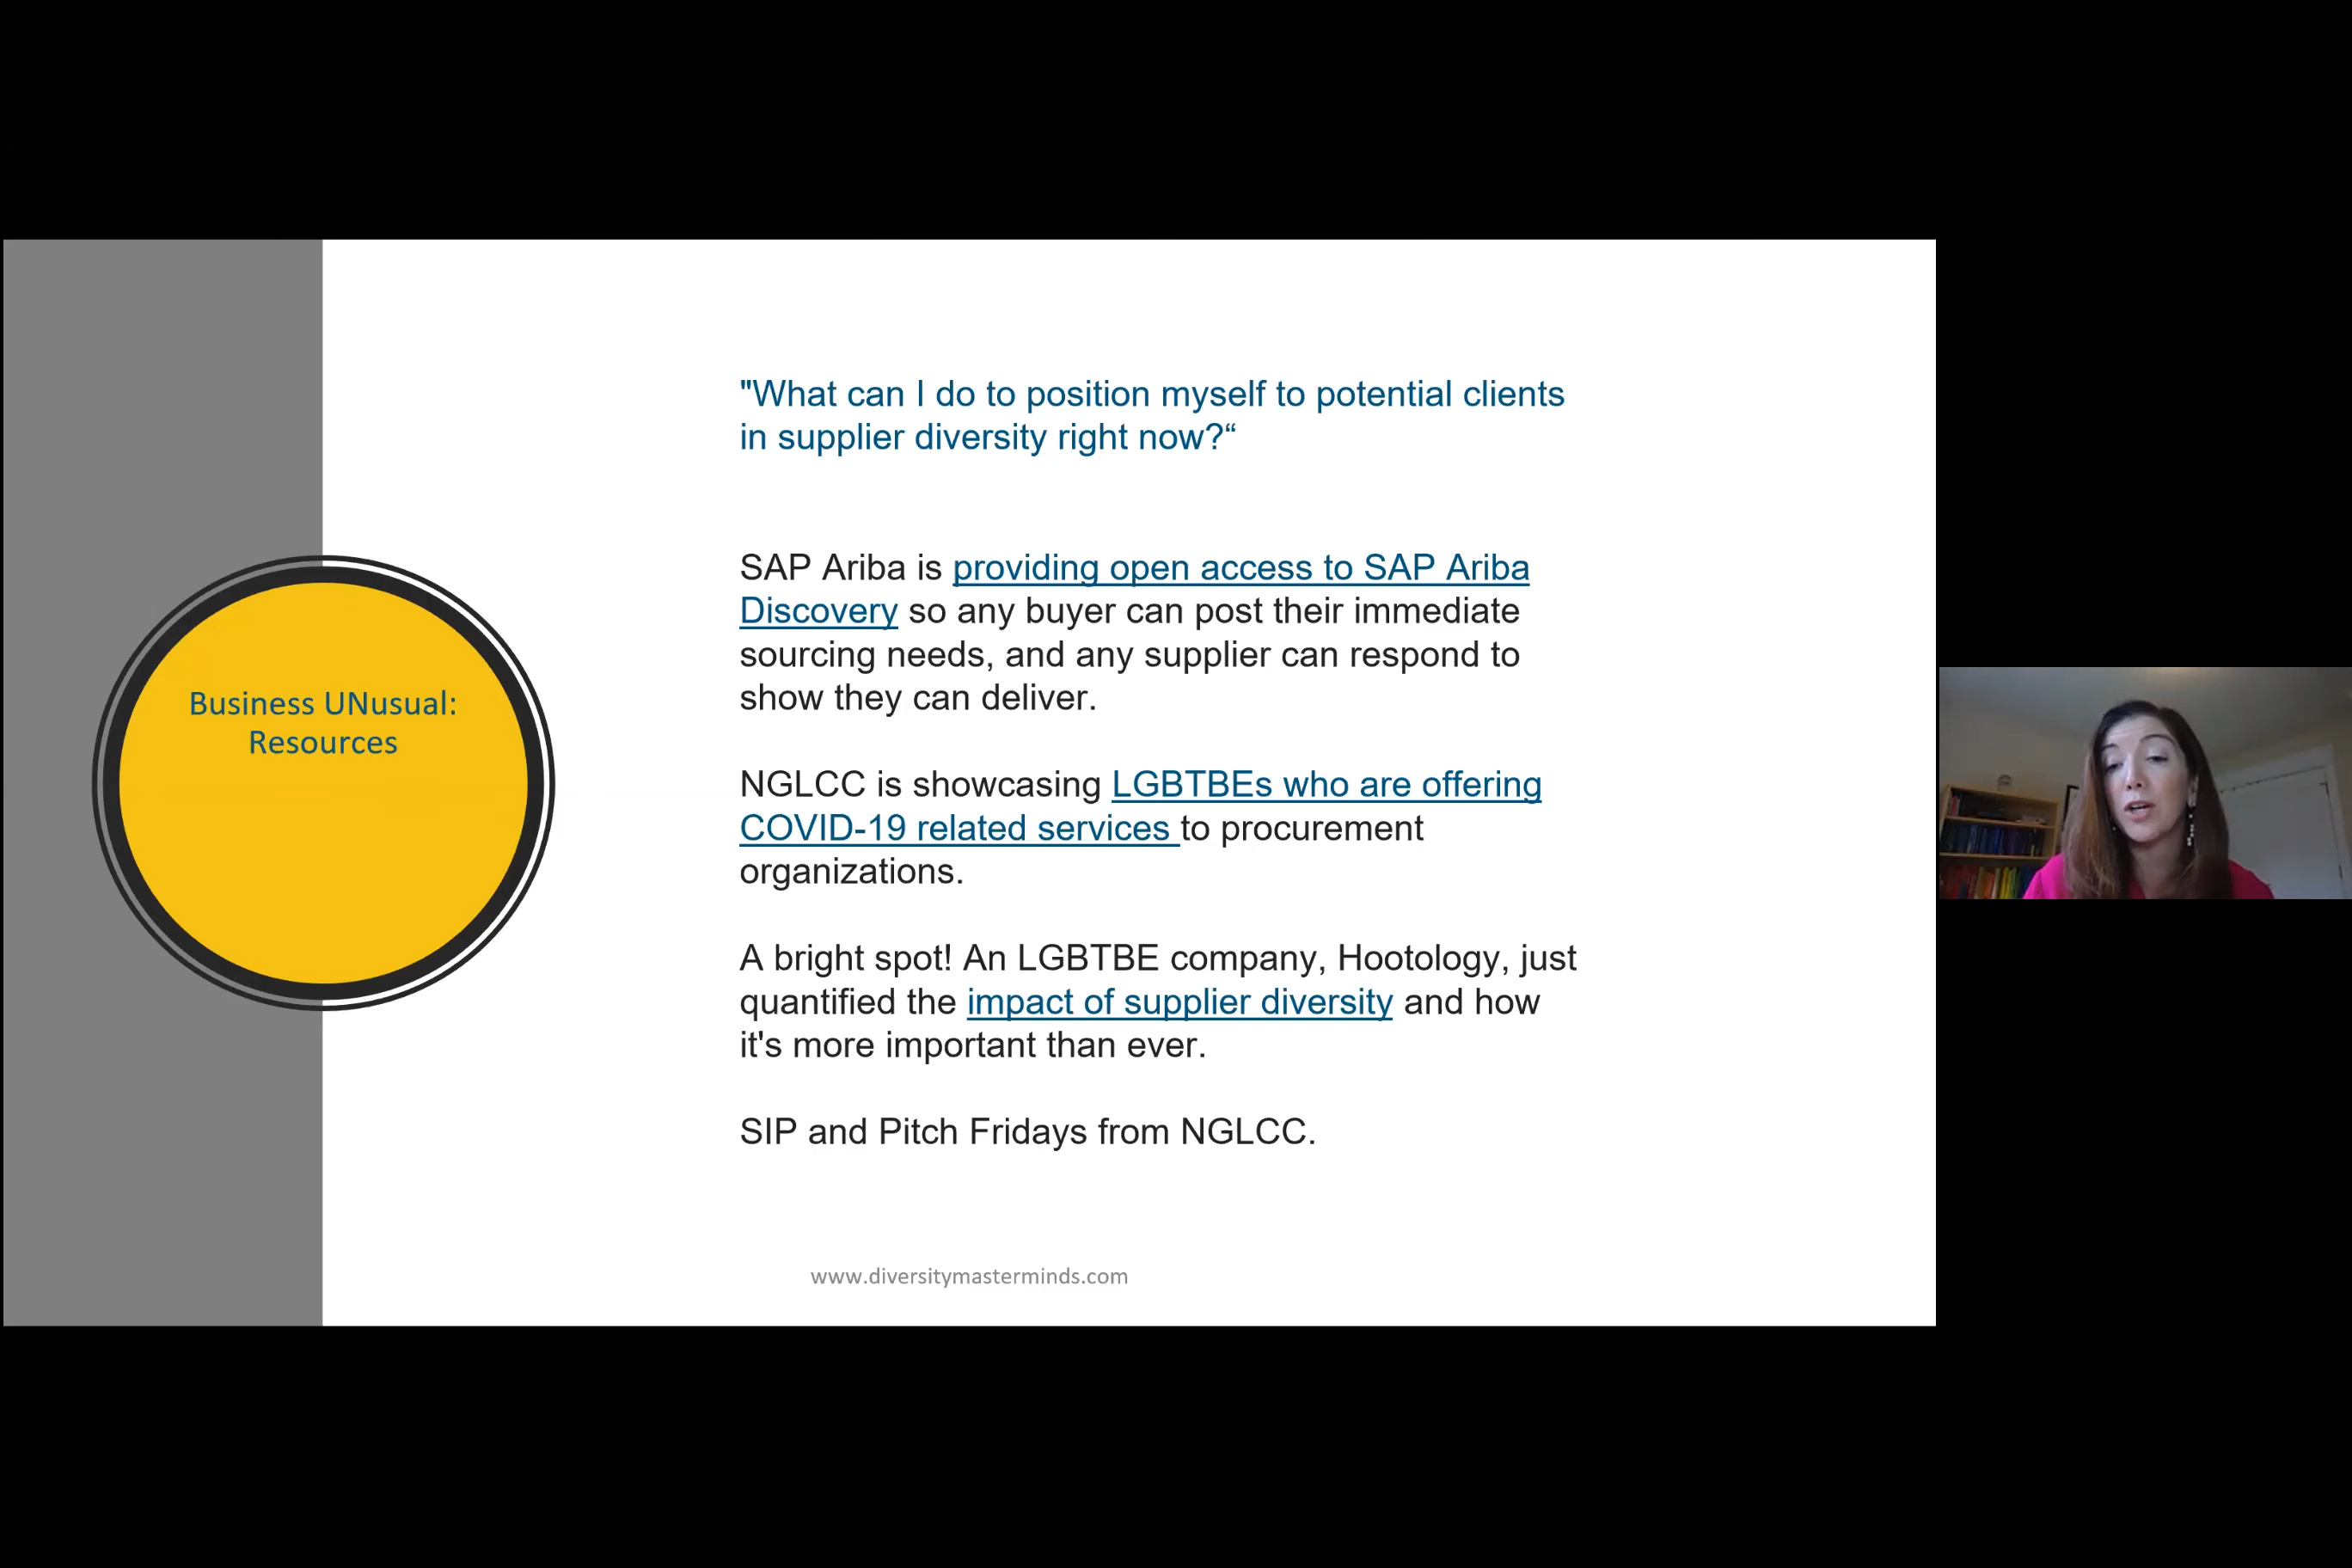 "What can I do to position myself to potential clients
in supplier diversity right now?“
SAP Ariba is providing open access to SAP Ariba
Discovery so any buyer can post their immediate
sourcing needs, and any supplier can respond to
show they can deliver.
Business UNusual:
Resources
NGLCC is showcasing LGBTBEs who are offering
COVID-19 related services to procurement
organizations.
A bright spot! An LGBTBE company, Hootology, just
quantified the impact of supplier diversity and how
it's more important than ever.
SIP and Pitch Fridays from NGLCC.
www.diversitymasterminds.com